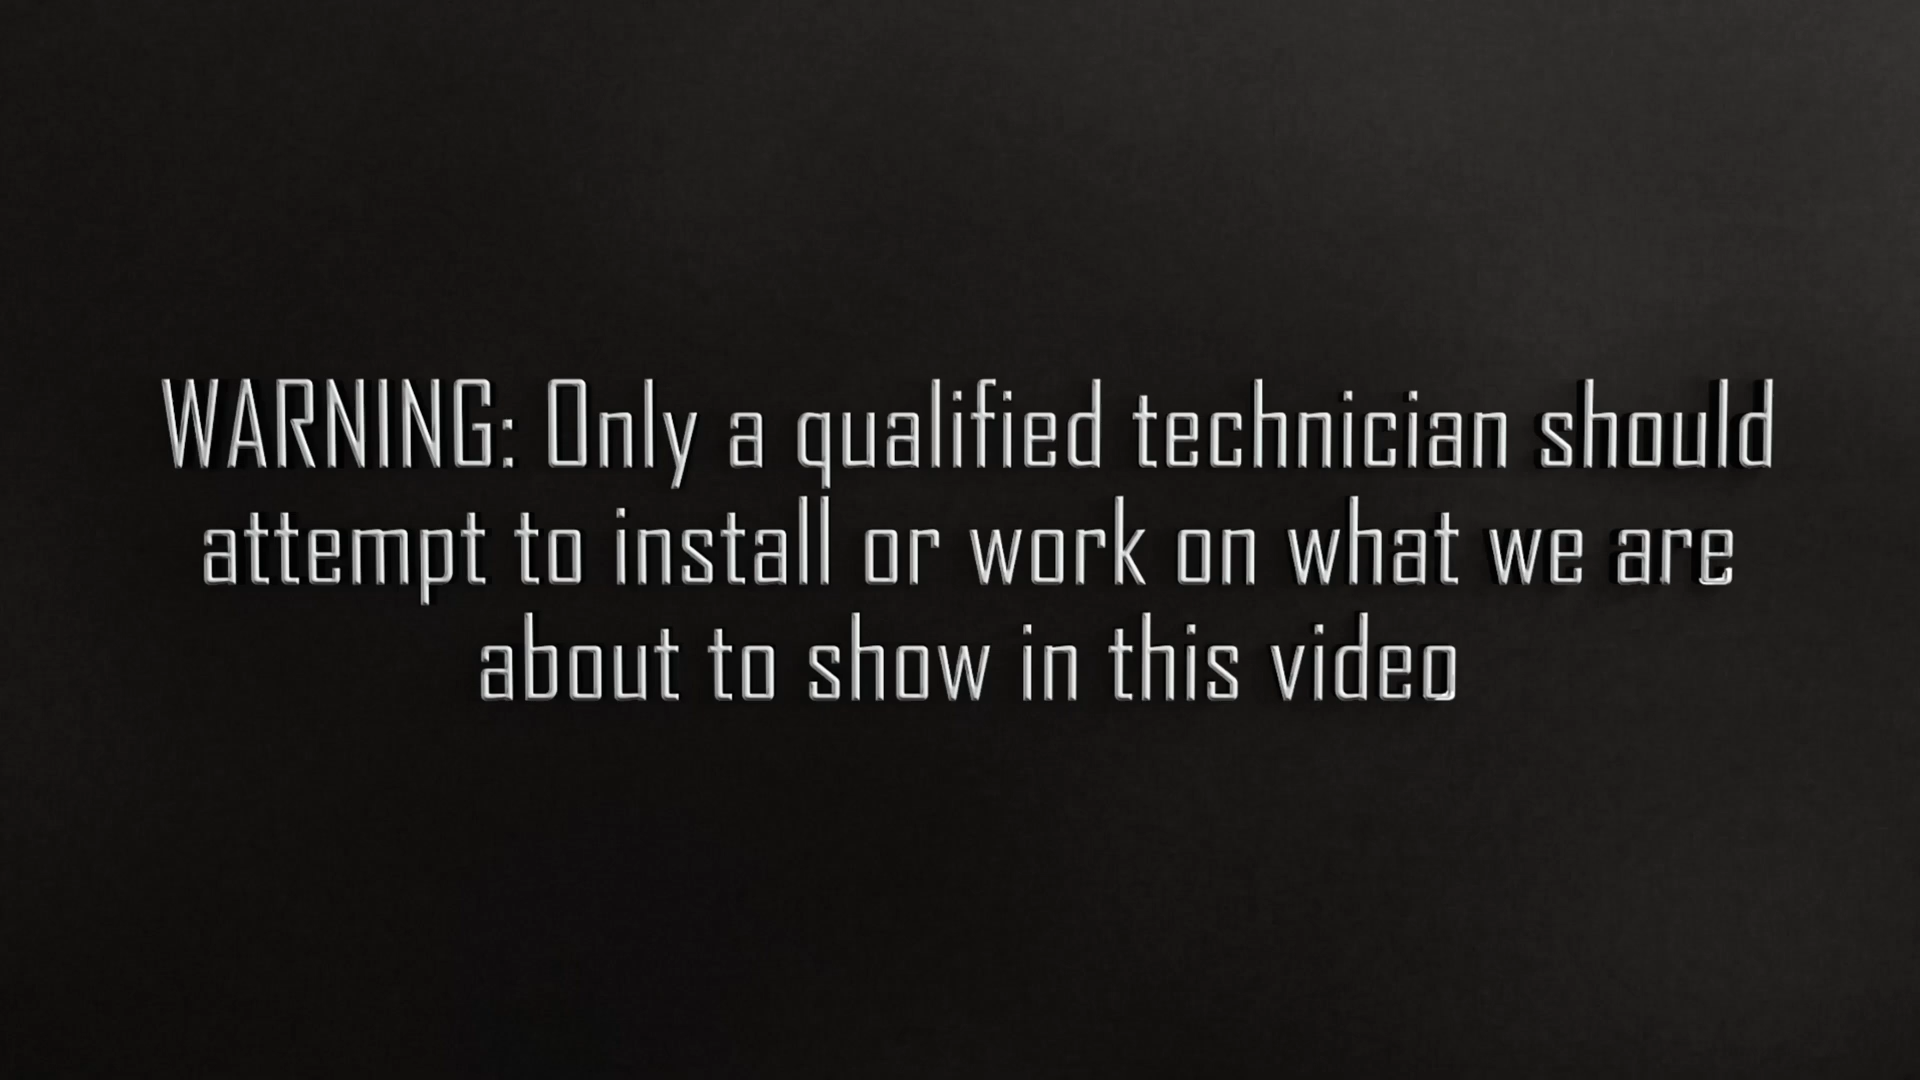 WARNING: Only a qualified technician should
attempt to install or work on what we are
about to show in this video